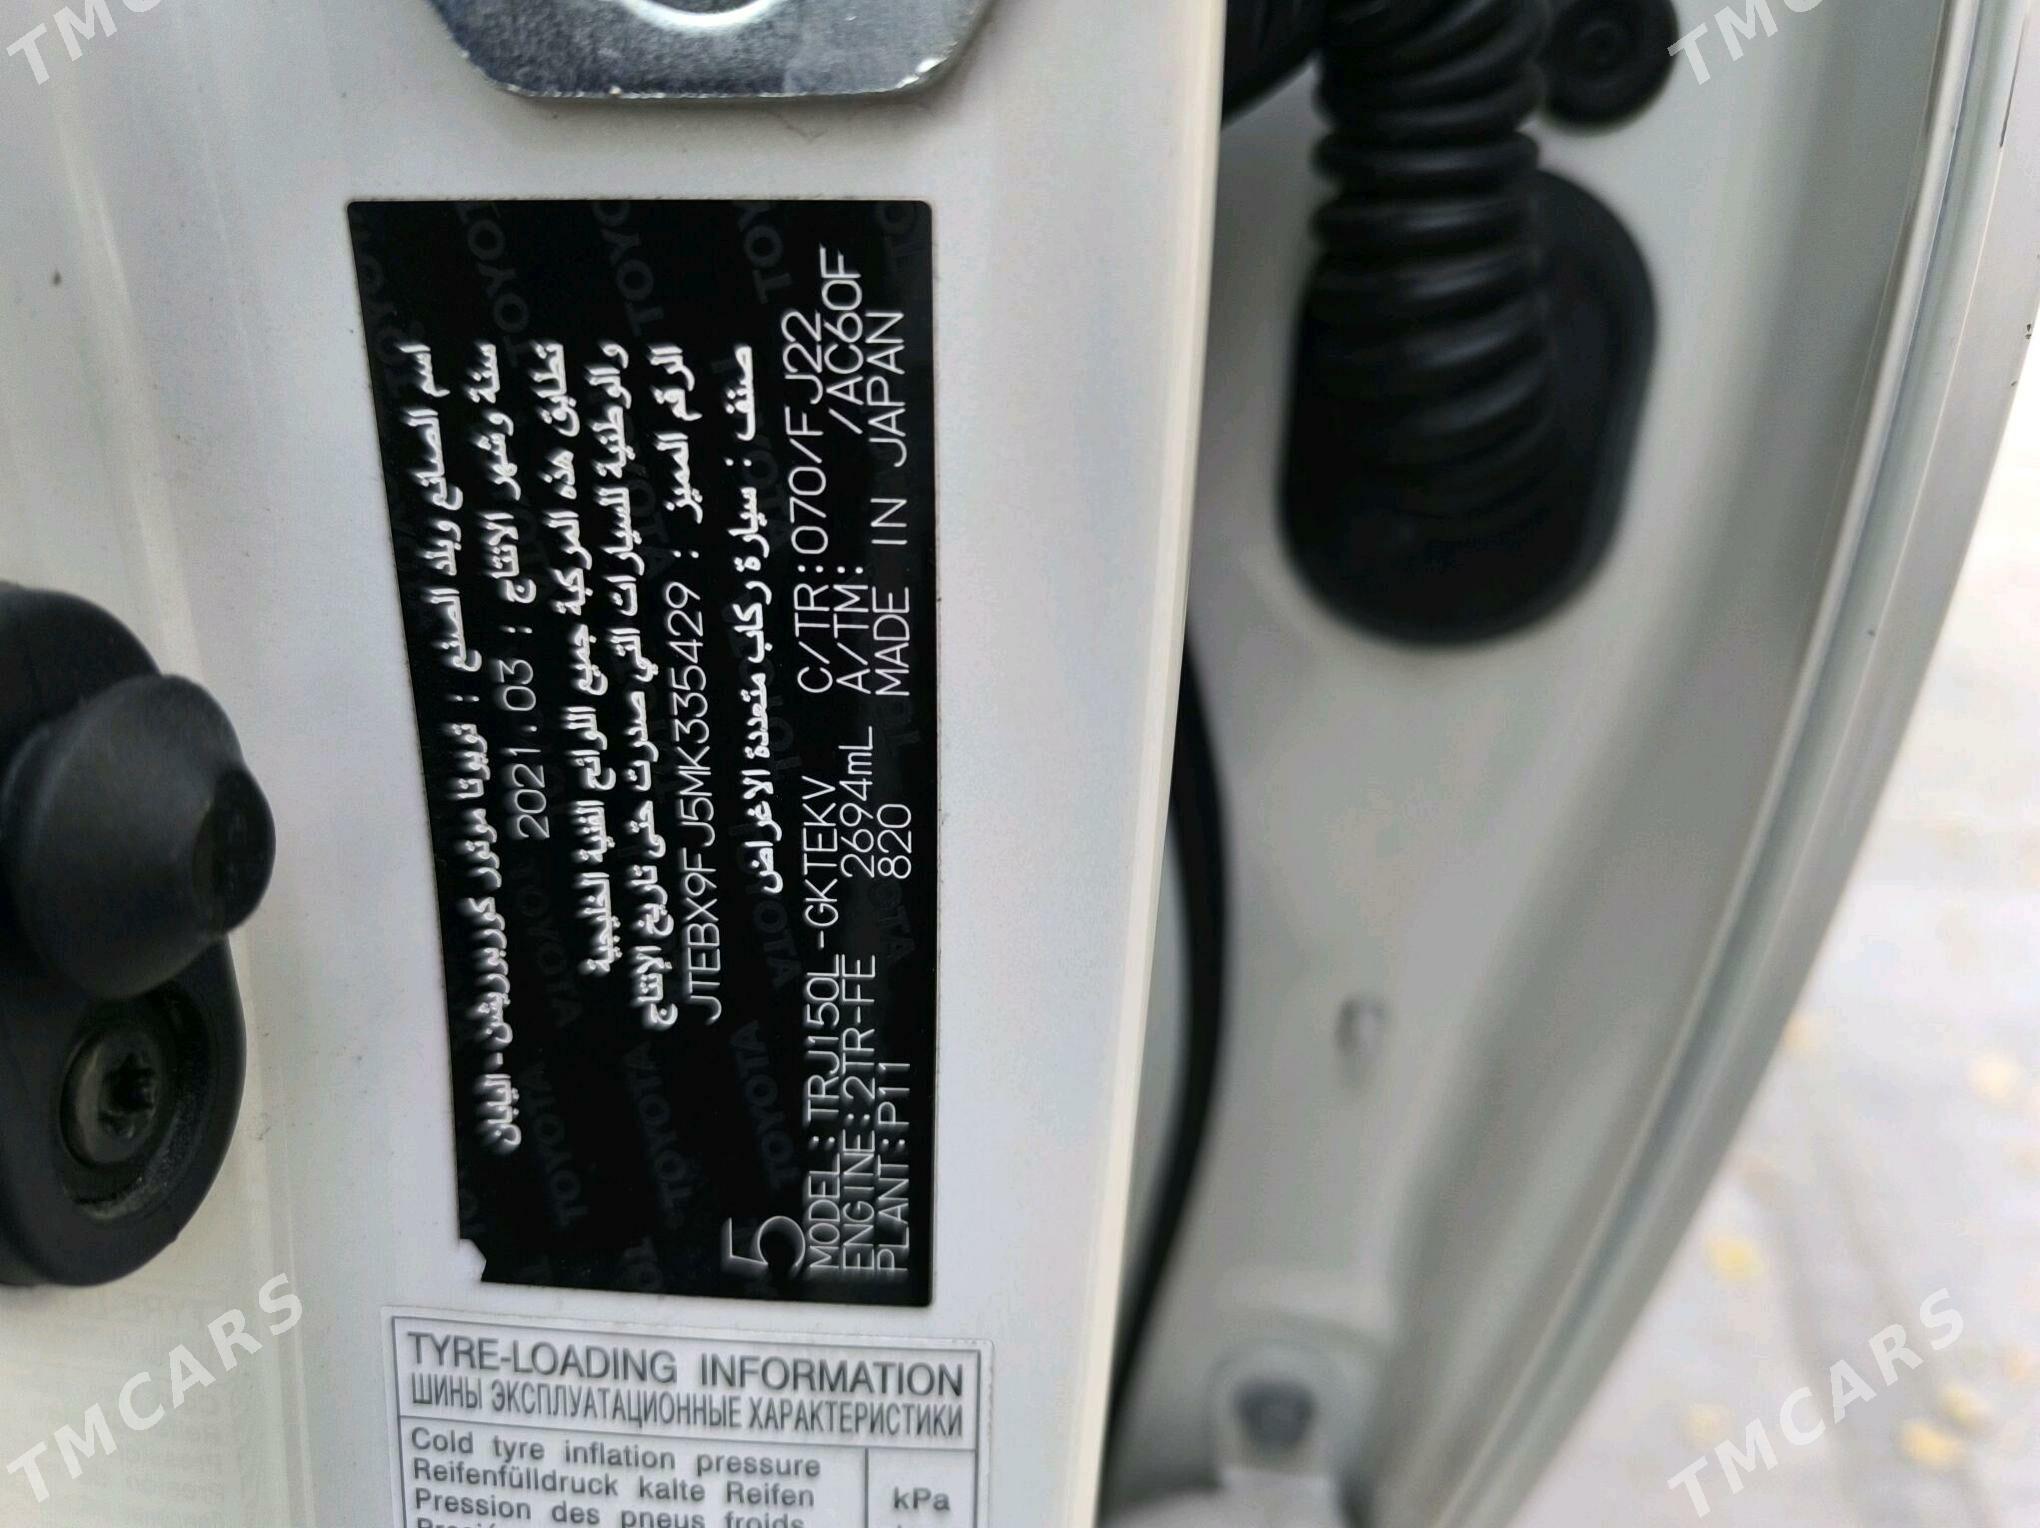 اسم الصانع وبلد الصنع : تويوتا موتور كوربوريشن - اليابان
سنة وشهر الانتاج : 2021.03
تطابق هذه المركبة جميع اللوائح الفنية الخليجية
والوطنية للسيارات التي صدرت حتى تاريخ الإنتاج
الرقم المميز : JTEBX9FJ5MK335429
صنف : سيارة ركاب متعددة الاغراض
5
MODEL:TRJ150L-GKTEKV C/TR:070/FJ22
ENGINE:2TR-FE 2694mL A/TM: /AC60F
PLANT:P11 820 MADE IN JAPAN
TYRE-LOADING INFORMATION
ШИНЫ ЭКСПЛУАТАЦИОННЫЕ ХАРАКТЕРИСТИКИ
Cold tyre inflation pressure
Reifenfülldruck kalte Reifen
kPa
Pression des pneus froids
TMCARS
TMCARS